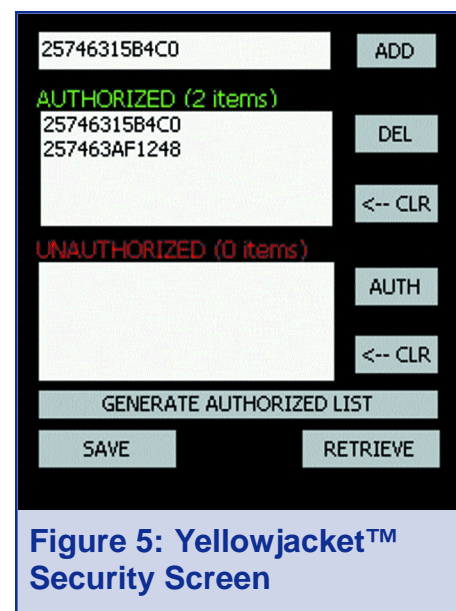 25746315B4C0 ADD
AUTHORIZED (2 items)
25746315B4C0
257463AF1248
DEL
<-- CLR
UNAUTHORIZED (0 items)
AUTH
<-- CLR
GENERATE AUTHORIZED LIST
SAVE RETRIEVE
Figure 5: Yellowjacket™
Security Screen